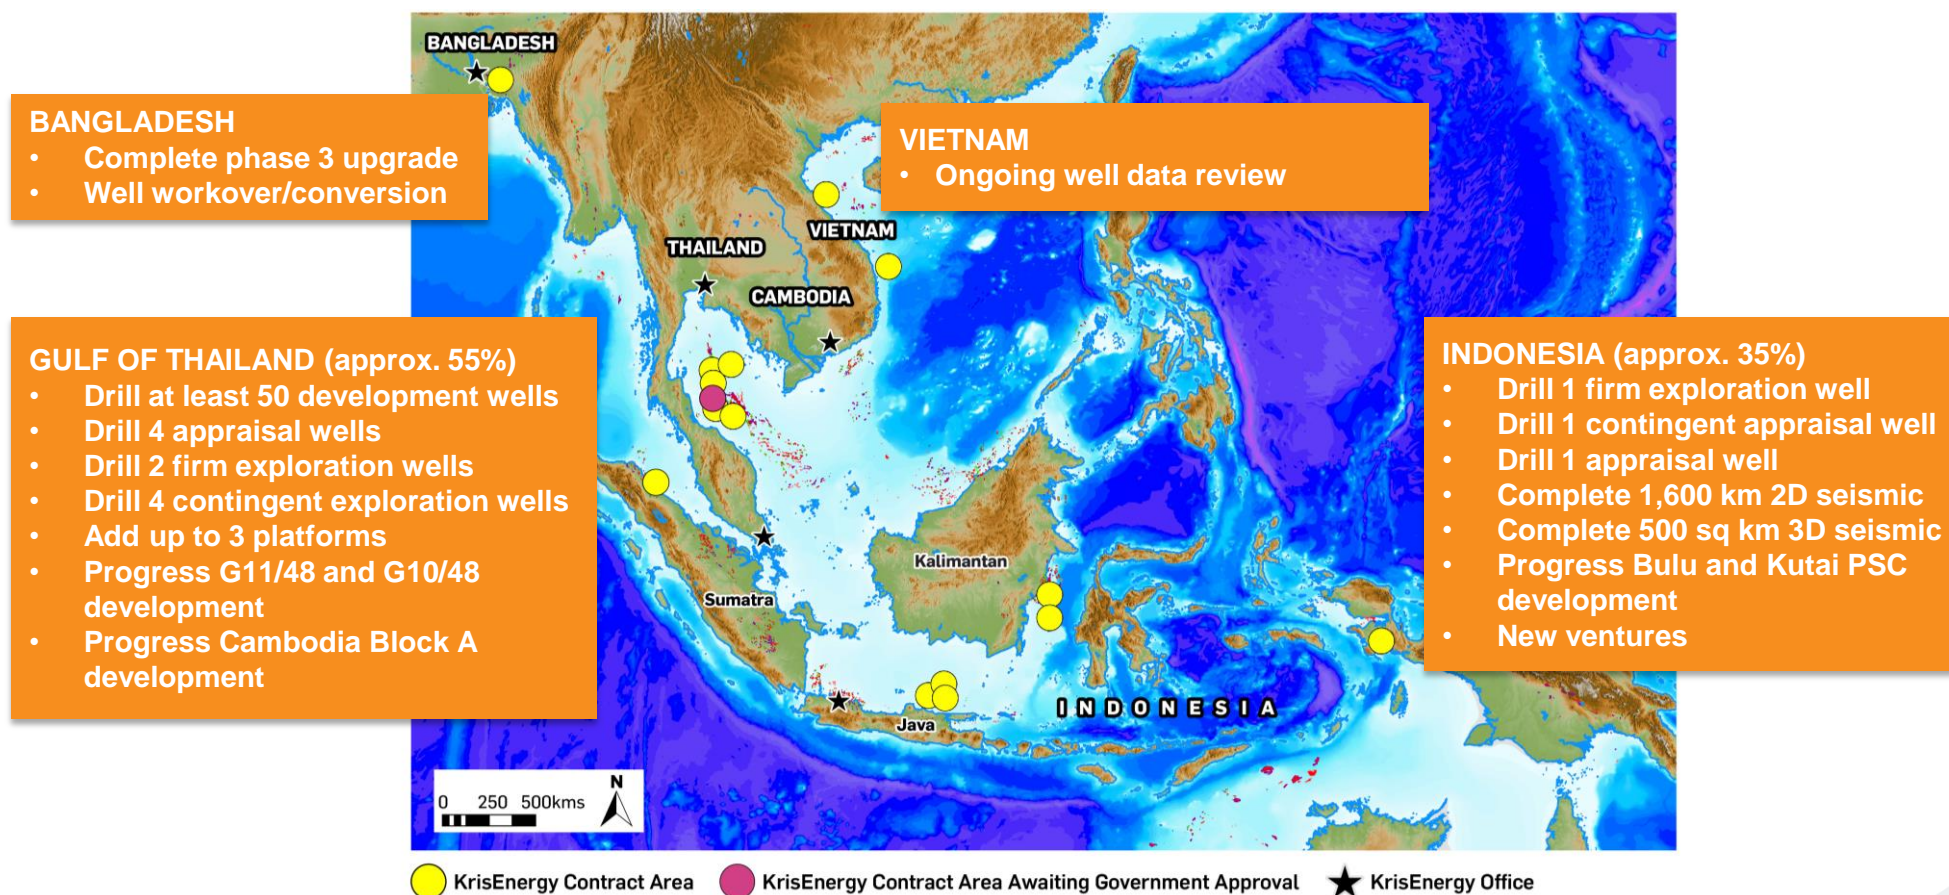 BANGLADESH
BANGLADESH
• Complete phase 3 upgrade
• Well workover/conversion
VIETNAM
• Ongoing well data review
THAILAND
VIETNAM
CAMBODIA
GULF OF THAILAND (approx. 55%)
• Drill at least 50 development wells
• Drill 4 appraisal wells
• Drill 2 firm exploration wells
• Drill 4 contingent exploration wells
• Add up to 3 platforms
• Progress G11/48 and G10/48
development
• Progress Cambodia Block A
development
INDONESIA (approx. 35%)
• Drill 1 firm exploration well
• Drill 1 contingent appraisal well
• Drill 1 appraisal well
• Complete 1,600 km 2D seismic
• Complete 500 sq km 3D seismic
• Progress Bulu and Kutai PSC
development
• New ventures
Kalimantan
Sumatra
INDONESIA
Java
N
0 250 500kms
KrisEnergy Contract Area
KrisEnergy Contract Area Awaiting Government Approval
KrisEnergy Office